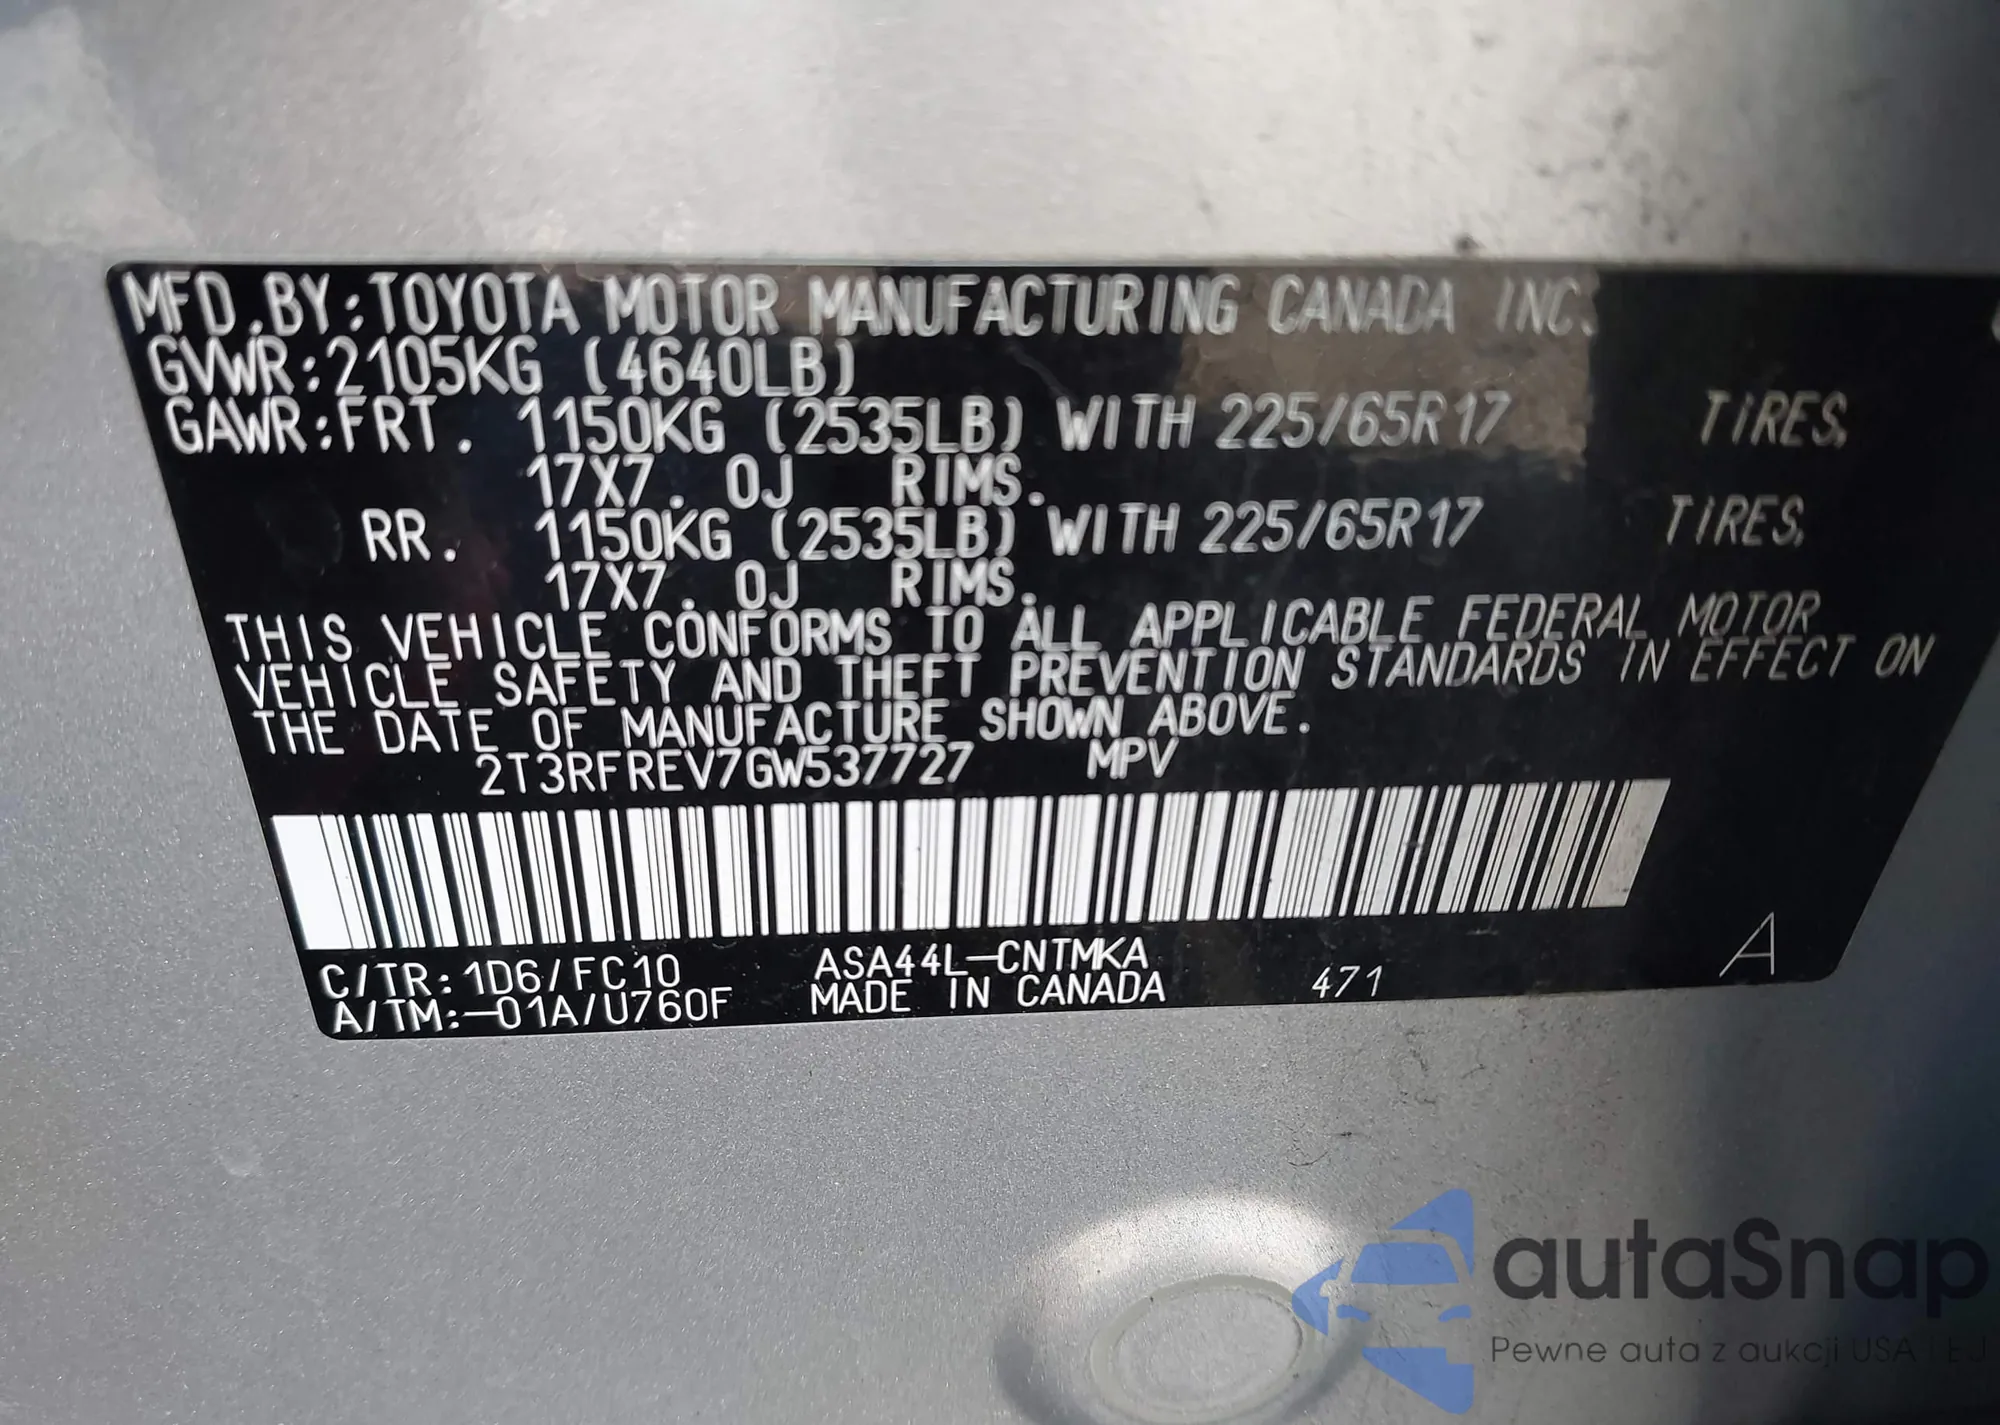 MFD.BY:TOYOTA MOTOR MANUFACTURING CANADA INC.
GVWR:2105KG (4640LB)
GAWR:FRT. 1150KG (2535LB) WITH 225/65R17 TIRES,
17X7.0J RIMS.
RR. 1150KG (2535LB) WITH 225/65R17 TIRES,
17X7.0J RIMS.
THIS VEHICLE CONFORMS TO ALL APPLICABLE FEDERAL MOTOR
VEHICLE SAFETY AND THEFT PREVENTION STANDARDS IN EFFECT ON
THE DATE OF MANUFACTURE SHOWN ABOVE.
2T3RFREV7GW537727 MPV
C/TR:1D6/FC10 ASA44L-CNTMKA
A/TM:-01A/U760F MADE IN CANADA 471 A
autaSnap
Pewne auta z aukcji USA i EJ